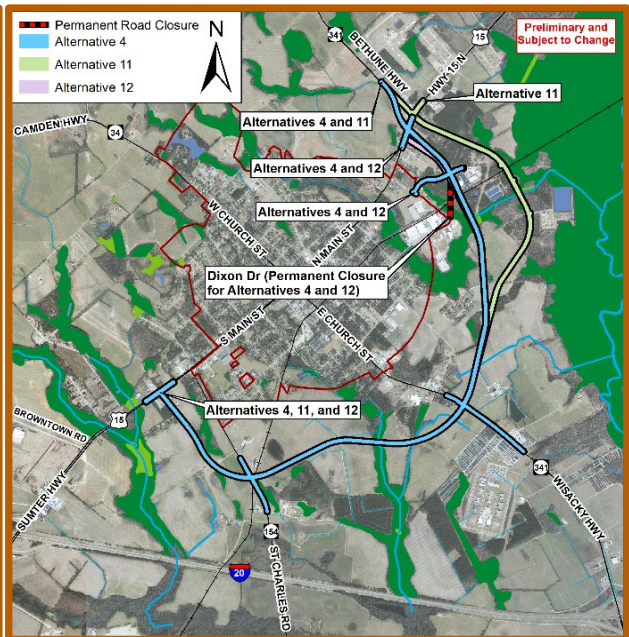 Permanent Road Closure
Alternative 4
Alternative 11
Alternative 12
N
Preliminary and
Subject to Change
341
BETHUNE HWY
15
HWY 15 N
Alternative 11
CAMDEN HWY
34
Alternatives 4 and 11
Alternatives 4 and 12
Alternatives 4 and 12
W CHURCH ST
N MAIN ST
Dixon Dr (Permanent Closure
for Alternatives 4 and 12)
S MAIN ST
E CHURCH ST
15
BROWNTOWN RD
Alternatives 4, 11, and 12
SUMTER HWY
341
WISACKY HWY
154
ST CHARLES RD
20